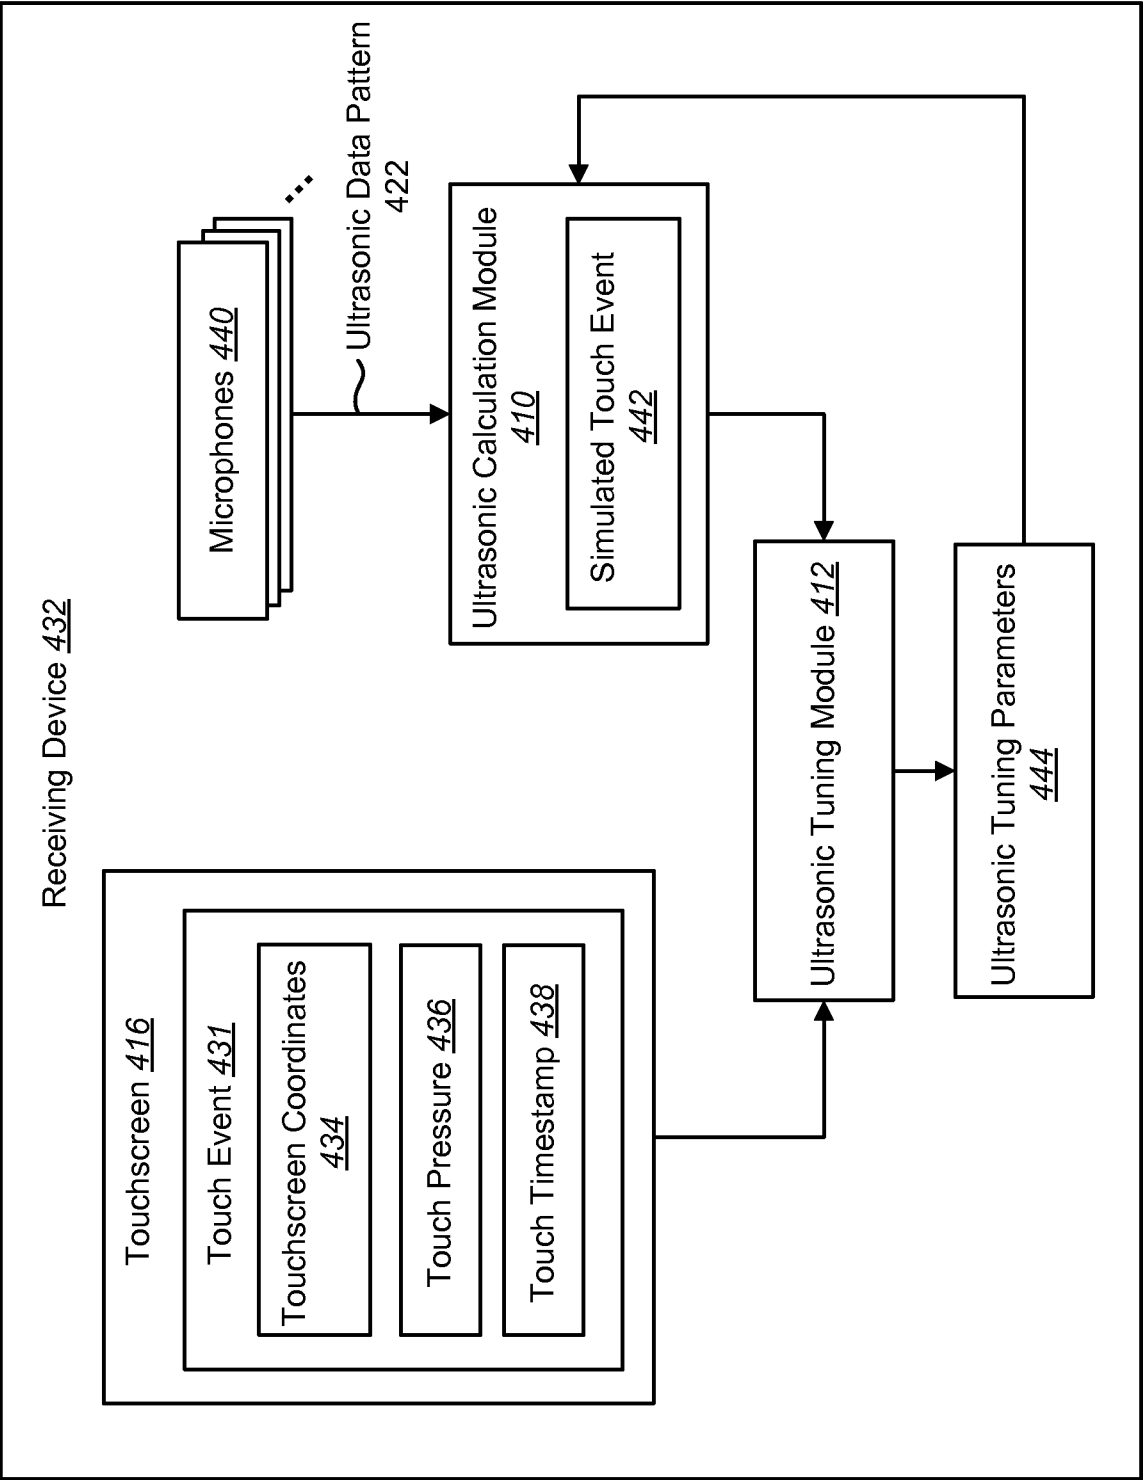 Receiving Device 432
Touchscreen 416
Touch Event 431
Touchscreen Coordinates
434
Touch Pressure 436
Touch Timestamp 438
Microphones 440
Ultrasonic Data Pattern
422
Ultrasonic Calculation Module
410
Simulated Touch Event
442
Ultrasonic Tuning Module 412
Ultrasonic Tuning Parameters
444